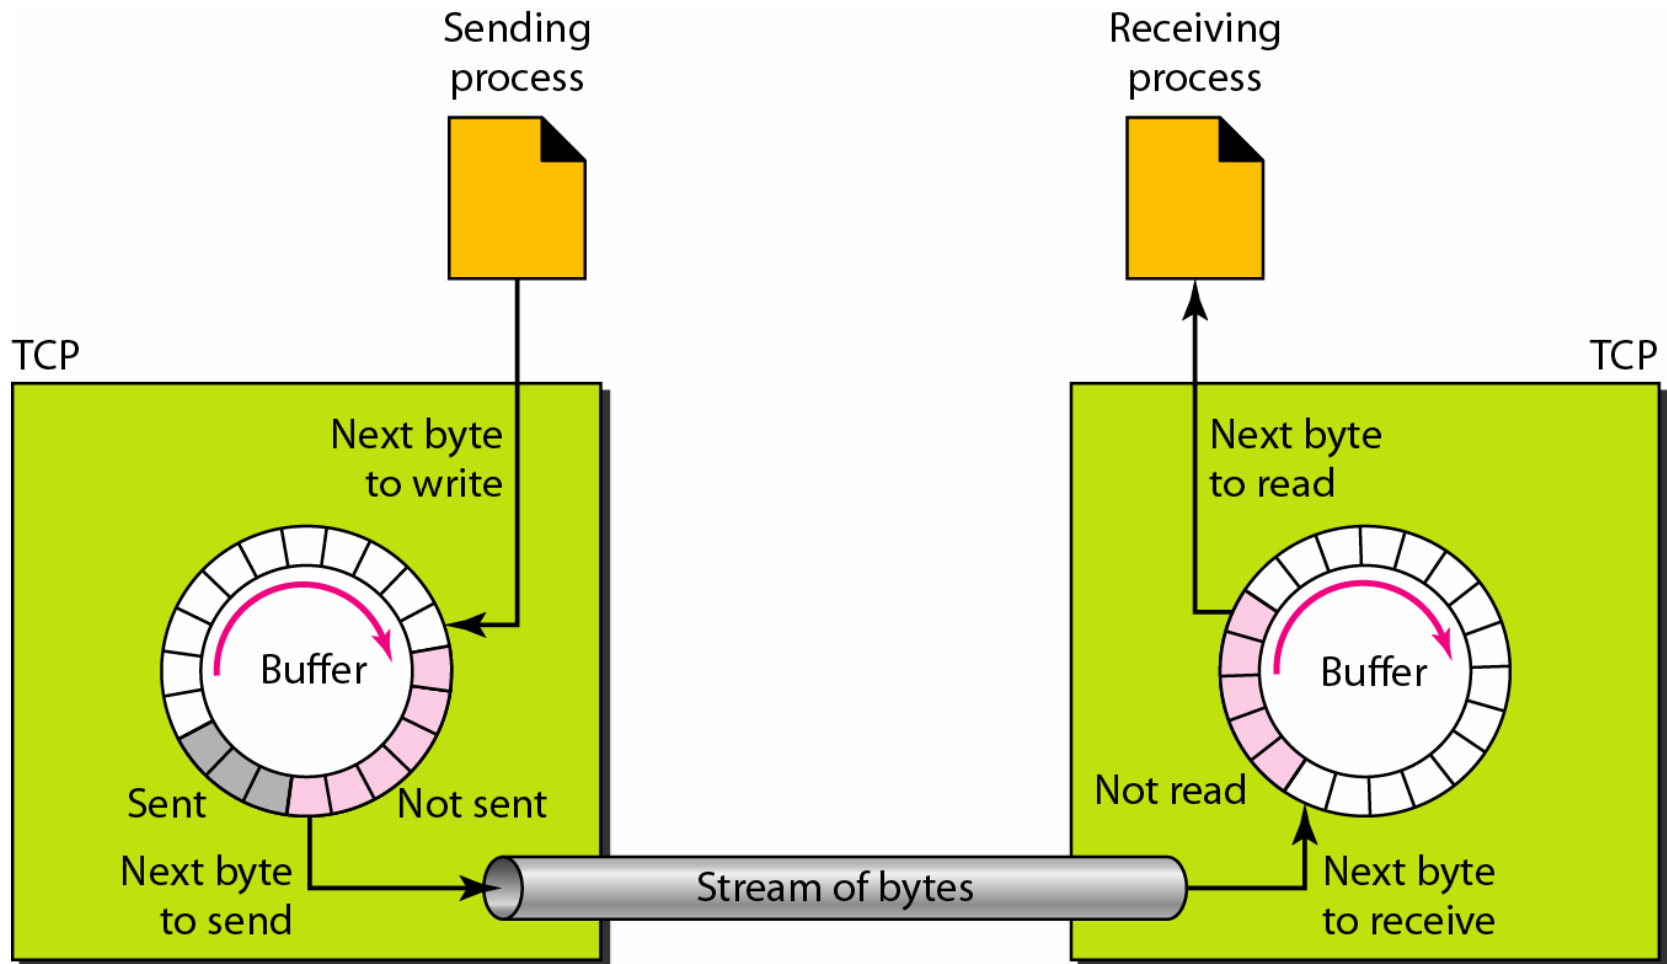 Sending
process
Receiving
process
TCP
TCP
Next byte
to write
Next byte
to read
Buffer
Buffer
Sent
Not sent
Not read
Next byte
to send
Stream of bytes
Next byte
to receive